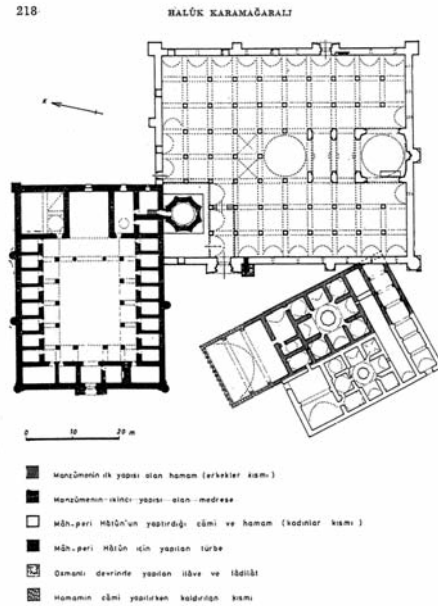 218 HALÛK KARAMAĞARALI
N
0 10 20 m
Manzûmenin ilk yapısı olan hamam (erkekler kısmı)
Manzûmenin ikinci yapısı olan medrese
Mâh-peri Hâtûn'un yaptırdığı câmi ve hamam (kadınlar kısmı)
Mâh-peri Hâtûn için yapılan türbe
Osmanlı devrinde yapılan ilâve ve tâdilât
Hamamın câmi yapılırken kaldırılan kısmı